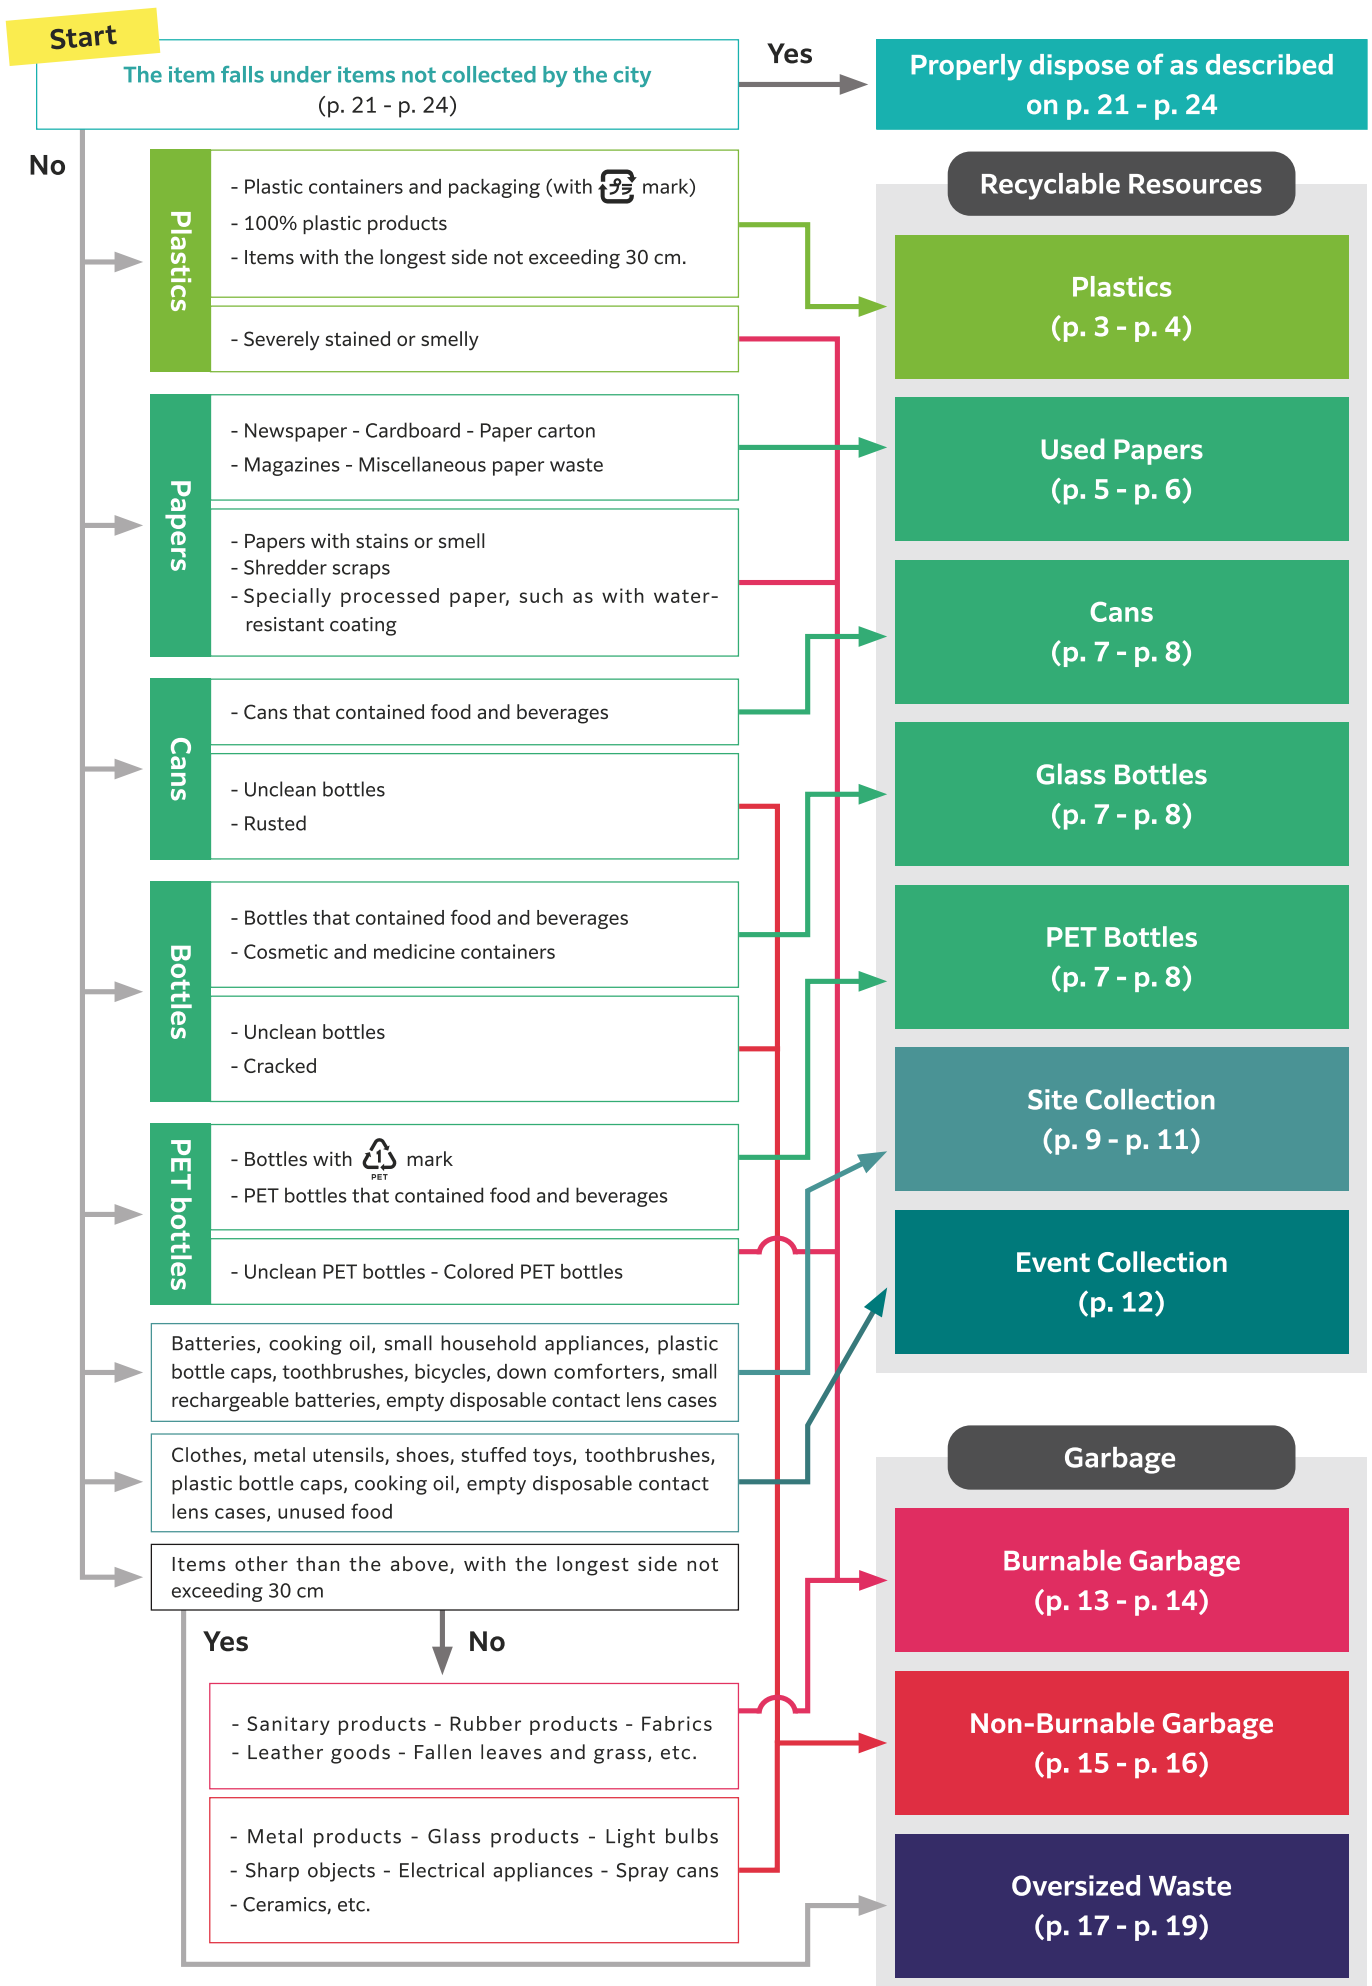 Start
The item falls under items not collected by the city
(p. 21 - p. 24)
Yes
Properly dispose of as described
on p. 21 - p. 24
No
Recyclable Resources
Plastics
- Plastic containers and packaging (with プラ mark)
- 100% plastic products
- Items with the longest side not exceeding 30 cm.
- Severely stained or smelly
Plastics
(p. 3 - p. 4)
Papers
- Newspaper - Cardboard - Paper carton
- Magazines - Miscellaneous paper waste
- Papers with stains or smell
- Shredder scraps
- Specially processed paper, such as with water-
resistant coating
Used Papers
(p. 5 - p. 6)
Cans
- Cans that contained food and beverages
- Unclean bottles
- Rusted
Cans
(p. 7 - p. 8)
Bottles
- Bottles that contained food and beverages
- Cosmetic and medicine containers
- Unclean bottles
- Cracked
Glass Bottles
(p. 7 - p. 8)
PET bottles
- Bottles with 1 PET mark
- PET bottles that contained food and beverages
- Unclean PET bottles - Colored PET bottles
PET Bottles
(p. 7 - p. 8)
Batteries, cooking oil, small household appliances, plastic
bottle caps, toothbrushes, bicycles, down comforters, small
rechargeable batteries, empty disposable contact lens cases
Site Collection
(p. 9 - p. 11)
Clothes, metal utensils, shoes, stuffed toys, toothbrushes,
plastic bottle caps, cooking oil, empty disposable contact
lens cases, unused food
Event Collection
(p. 12)
Items other than the above, with the longest side not
exceeding 30 cm
Yes
No
- Sanitary products - Rubber products - Fabrics
- Leather goods - Fallen leaves and grass, etc.
- Metal products - Glass products - Light bulbs
- Sharp objects - Electrical appliances - Spray cans
- Ceramics, etc.
Garbage
Burnable Garbage
(p. 13 - p. 14)
Non-Burnable Garbage
(p. 15 - p. 16)
Oversized Waste
(p. 17 - p. 19)